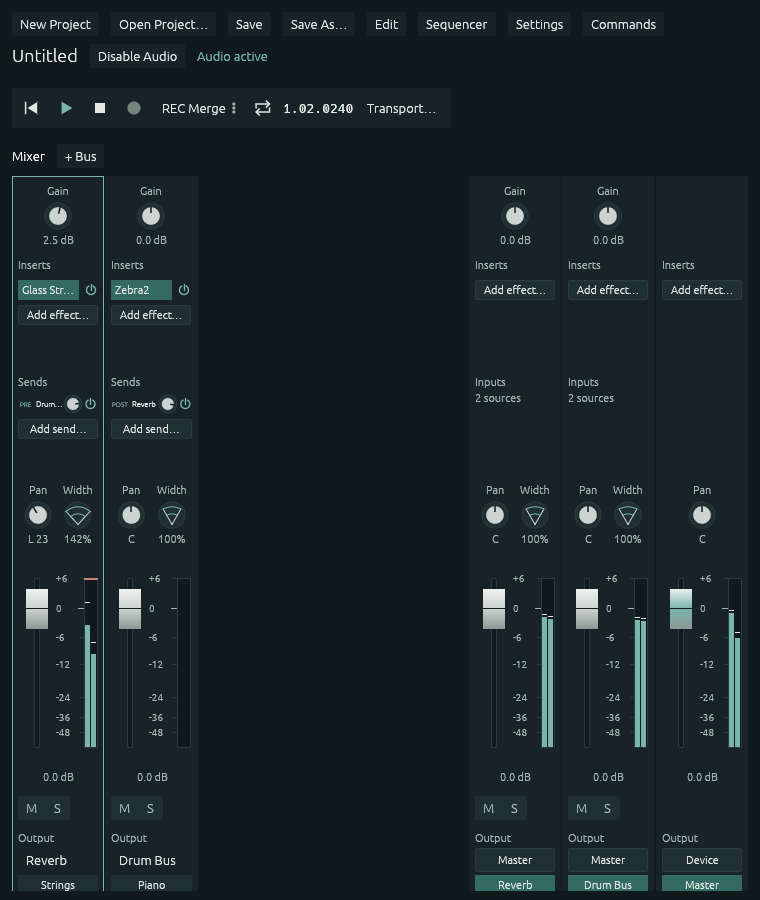 New Project Open Project... Save Save As... Edit Sequencer Settings Commands
Untitled Disable Audio Audio active
REC Merge 1.02.0240 Transport...
Mixer + Bus
Gain Gain Gain Gain
2.5 dB 0.0 dB 0.0 dB 0.0 dB
Inserts Inserts Inserts Inserts Inserts
Glass Str... Zebra2 Add effect... Add effect... Add effect...
Add effect... Add effect...
Sends Sends Inputs Inputs
2 sources 2 sources
PRE Drum... POST Reverb
Add send... Add send...
Pan Width Pan Width Pan Width Pan Width Pan
L 23 142% C 100% C 100% C 100% C
+6 +6 +6 +6 +6
0 0 0 0 0
-6 -6 -6 -6 -6
-12 -12 -12 -12 -12
-24 -24 -24 -24 -24
-36 -36 -36 -36 -36
-48 -48 -48 -48 -48
0.0 dB 0.0 dB 0.0 dB 0.0 dB 0.0 dB
M S M S M S M S
Output Output Output Output Output
Reverb Drum Bus Master Master Device
Strings Piano Reverb Drum Bus Master